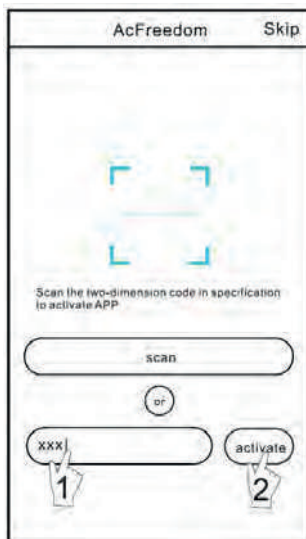 AcFreedom Skip
Scan the two-dimension code in specification
to activate APP
scan
or
xxx activate
1 2